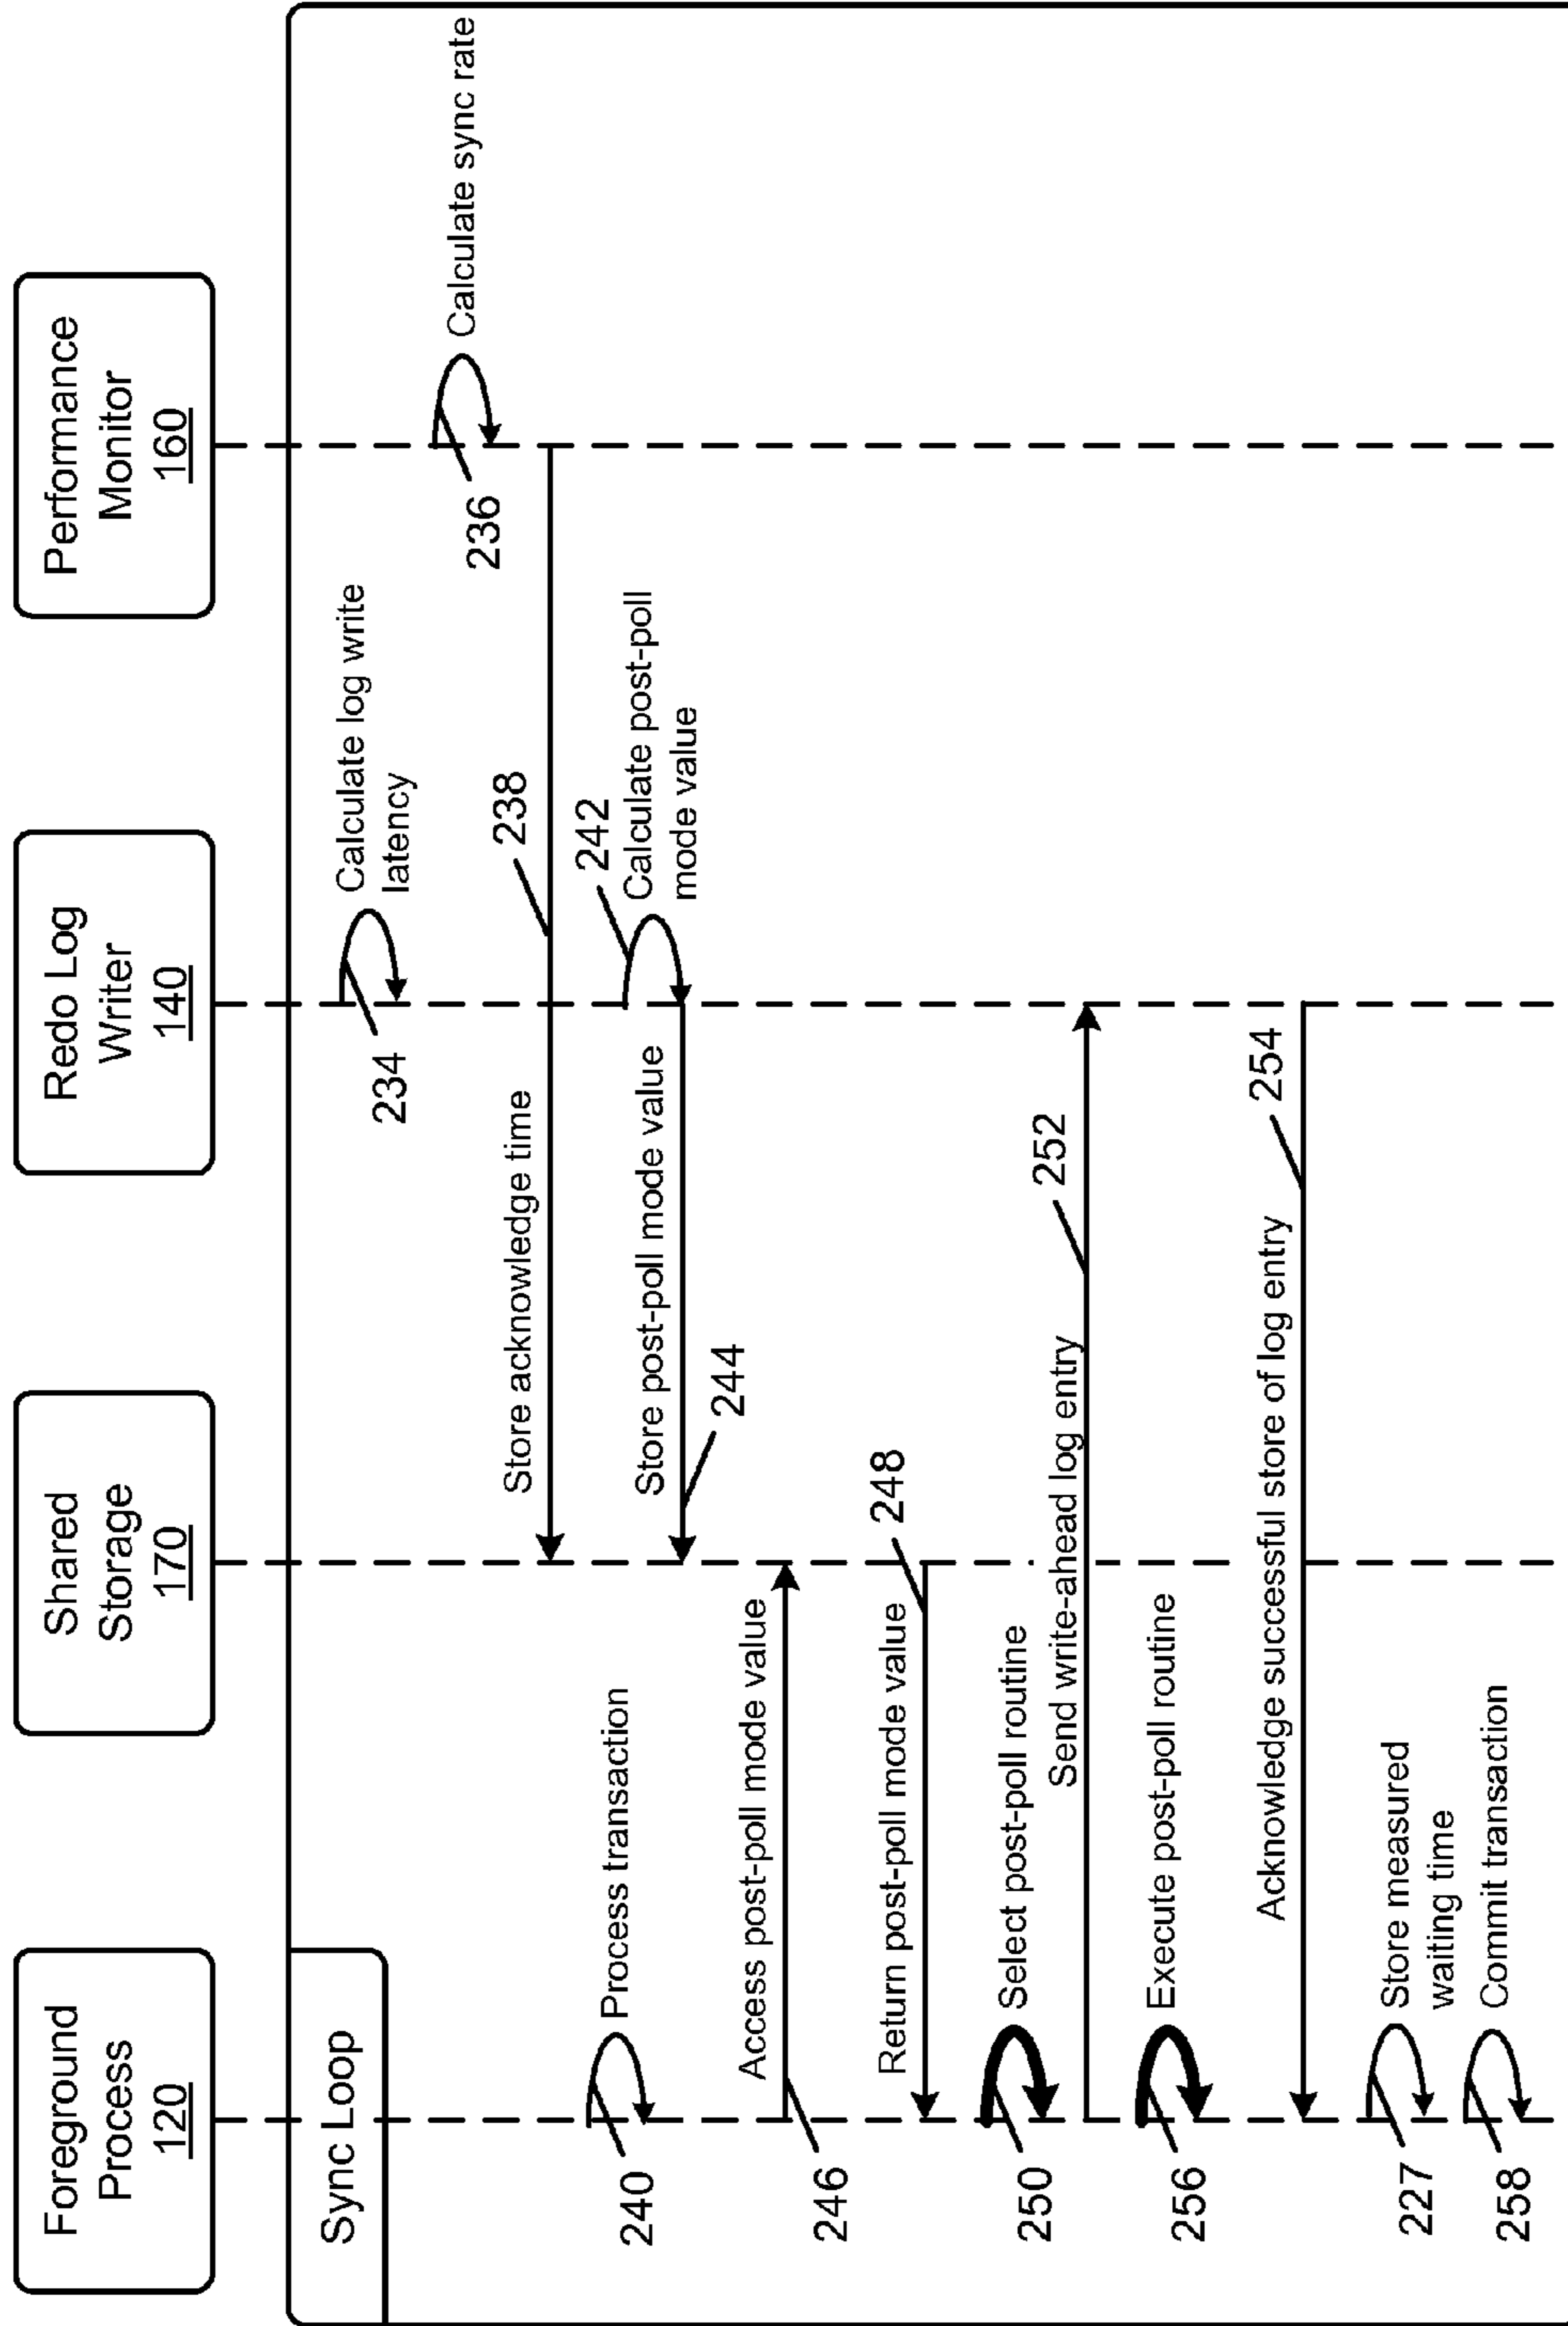 Foreground
Process
120
Shared
Storage
170
Redo Log
Writer
140
Performance
Monitor
160
Sync Loop
234
Calculate log write
latency
236
Calculate sync rate
Store acknowledge time
238
240
Process transaction
242
Calculate post-poll
mode value
Store post-poll mode value
244
Access post-poll mode value
246
Return post-poll mode value
248
250
Select post-poll routine
Send write-ahead log entry
252
256
Execute post-poll routine
Acknowledge successful store of log entry
254
227
Store measured
waiting time
258
Commit transaction